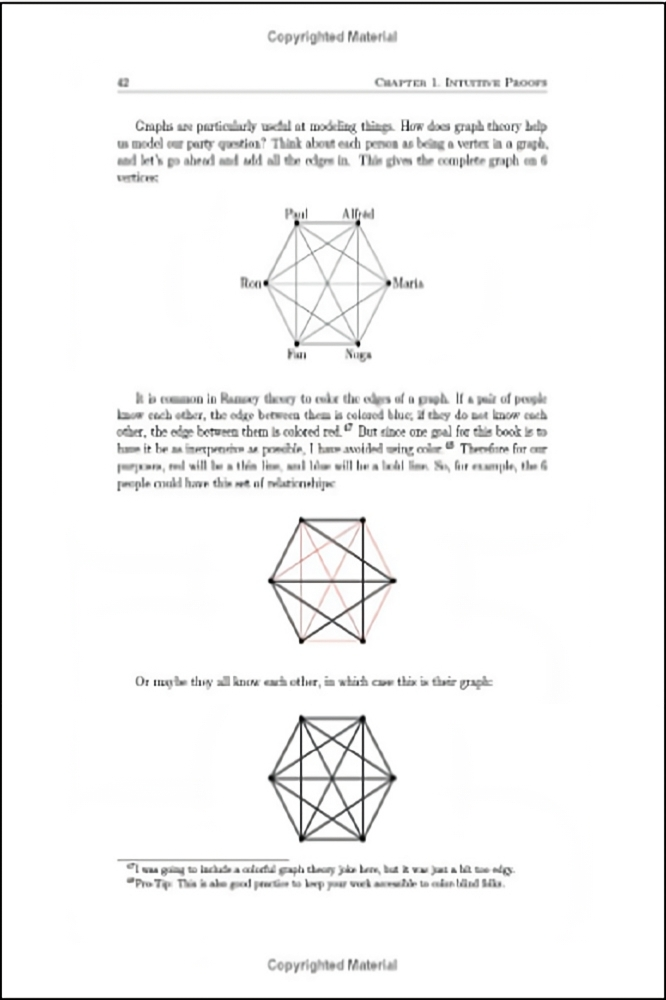 Copyrighted Material
42 CHAPTER 1. INTUITIVE PROOFS
Graphs are particularly useful at modeling things. How does graph theory help
us model our party question? Think about each person as being a vertex in a graph,
and let's go ahead and add all the edges in. This gives the complete graph on 6
vertices:
Paul Alfred
Ron Maria
Fan Noga
It is common in Ramsey theory to color the edges of a graph. If a pair of people
know each other, the edge between them is colored blue; if they do not know each
other, the edge between them is colored red.47 But since one goal for this book is to
have it be as inexpensive as possible, I have avoided using color.48 Therefore for our
purposes, red will be a thin line, and blue will be a bold line. So, for example, the 6
people could have this set of relationships:
Or maybe they all know each other, in which case this is their graph:
47I was going to include a colorful graph theory joke here, but it was just a bit too edgy.
48Pro-Tip: This is also good practice to keep your work accessible to color blind folks.
Copyrighted Material